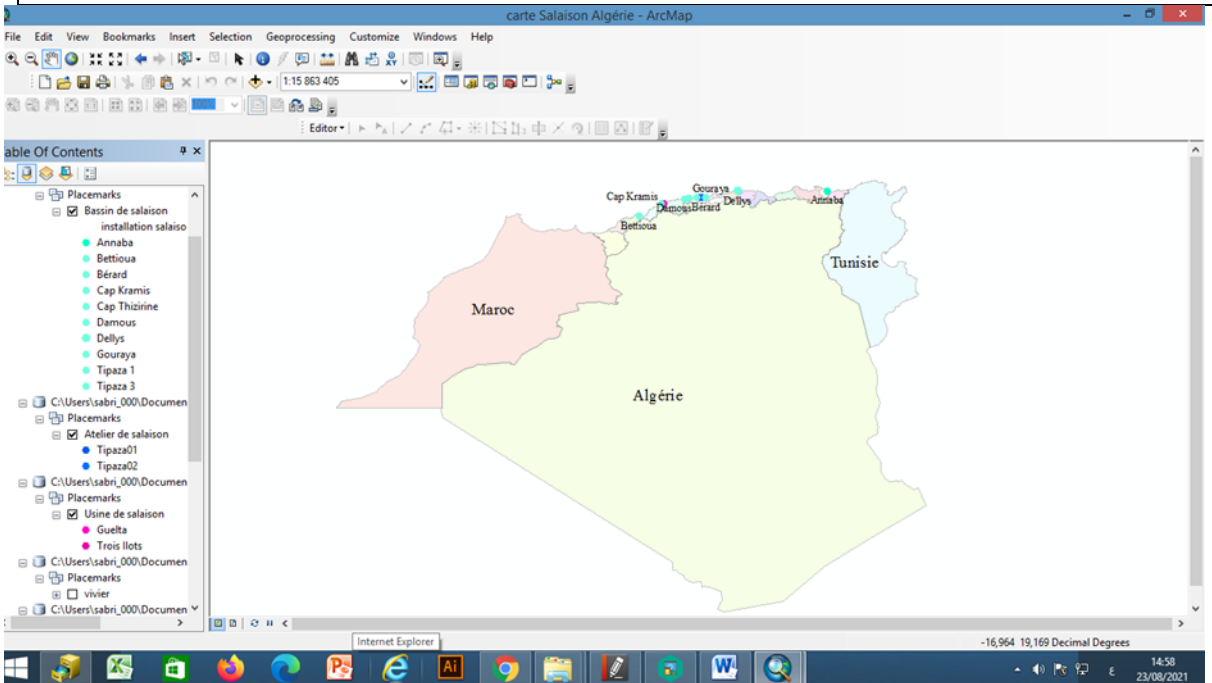 carte Salaison Algérie - ArcMap
File Edit View Bookmarks Insert Selection Geoprocessing Customize Windows Help
1:15 863 405
100%
Editor
able Of Contents
Placemarks
Bassin de salaison
installation salaiso
Annaba
Bettioua
Bérard
Cap Kramis
Cap Thizirine
Damous
Dellys
Gouraya
Tipaza 1
Tipaza 3
C:\Users\sabri_000\Documen
Placemarks
Atelier de salaison
Tipaza01
Tipaza02
C:\Users\sabri_000\Documen
Placemarks
Usine de salaison
Guelta
Trois Ilots
C:\Users\sabri_000\Documen
Placemarks
vivier
C:\Users\sabri_000\Documen
Cap Kramis
Gouraya
Damous
Bérard
Dellys
Annaba
Bettioua
Tunisie
Maroc
Algérie
Internet Explorer
-16,964 19,169 Decimal Degrees
Ai
W
ع
14:58
23/08/2021